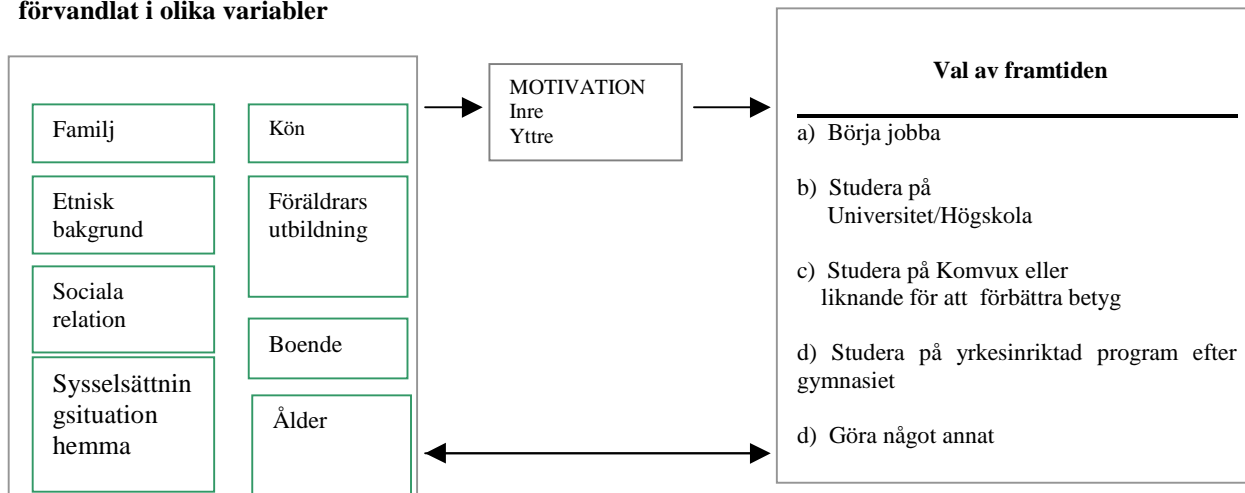 förvandlat i olika variabler
Familj
Etnisk
bakgrund
Sociala
relation
Sysselsättnin
gsituation
hemma
Kön
Föräldrars
utbildning
Boende
Ålder
MOTIVATION
Inre
Yttre
Val av framtiden
a) Börja jobba
b) Studera på
Universitet/Högskola
c) Studera på Komvux eller
liknande för att förbättra betyg
d) Studera på yrkesinriktad program efter
gymnasiet
d) Göra något annat